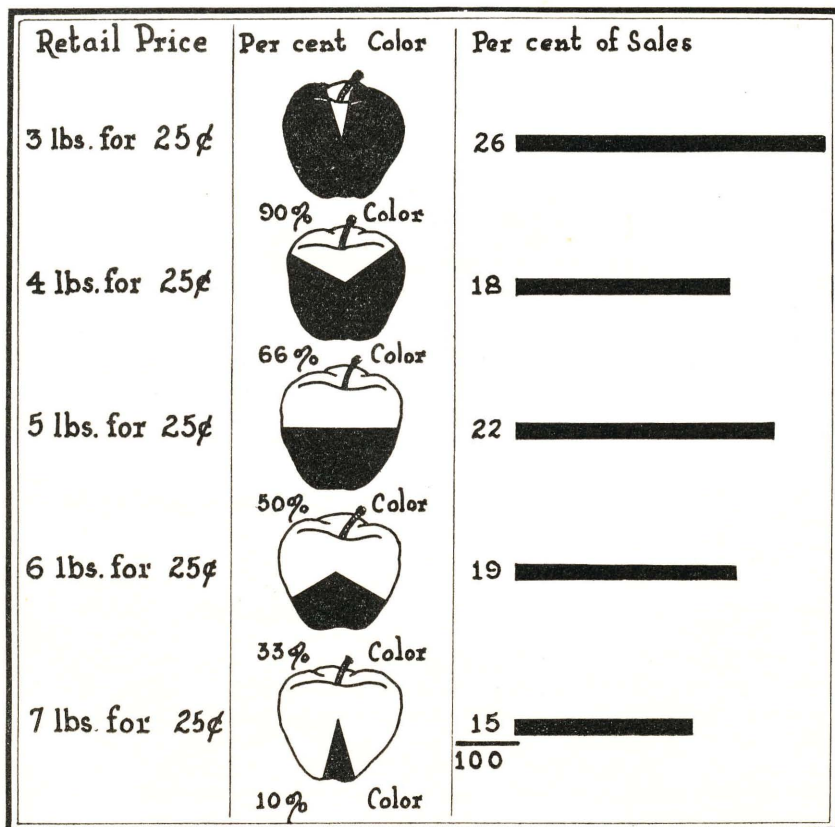 Retail Price Per cent Color Per cent of Sales
3 lbs. for 25¢ 26
90% Color
4 lbs. for 25¢ 18
66% Color
5 lbs. for 25¢ 22
50% Color
6 lbs. for 25¢ 19
33% Color
7 lbs. for 25¢ 15
100
10% Color